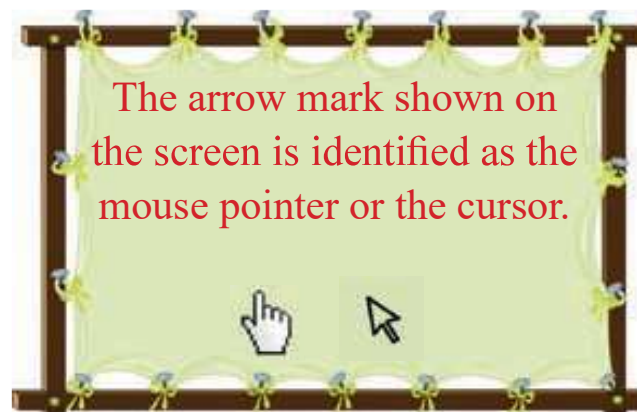 The arrow mark shown on
the screen is identified as the
mouse pointer or the cursor.